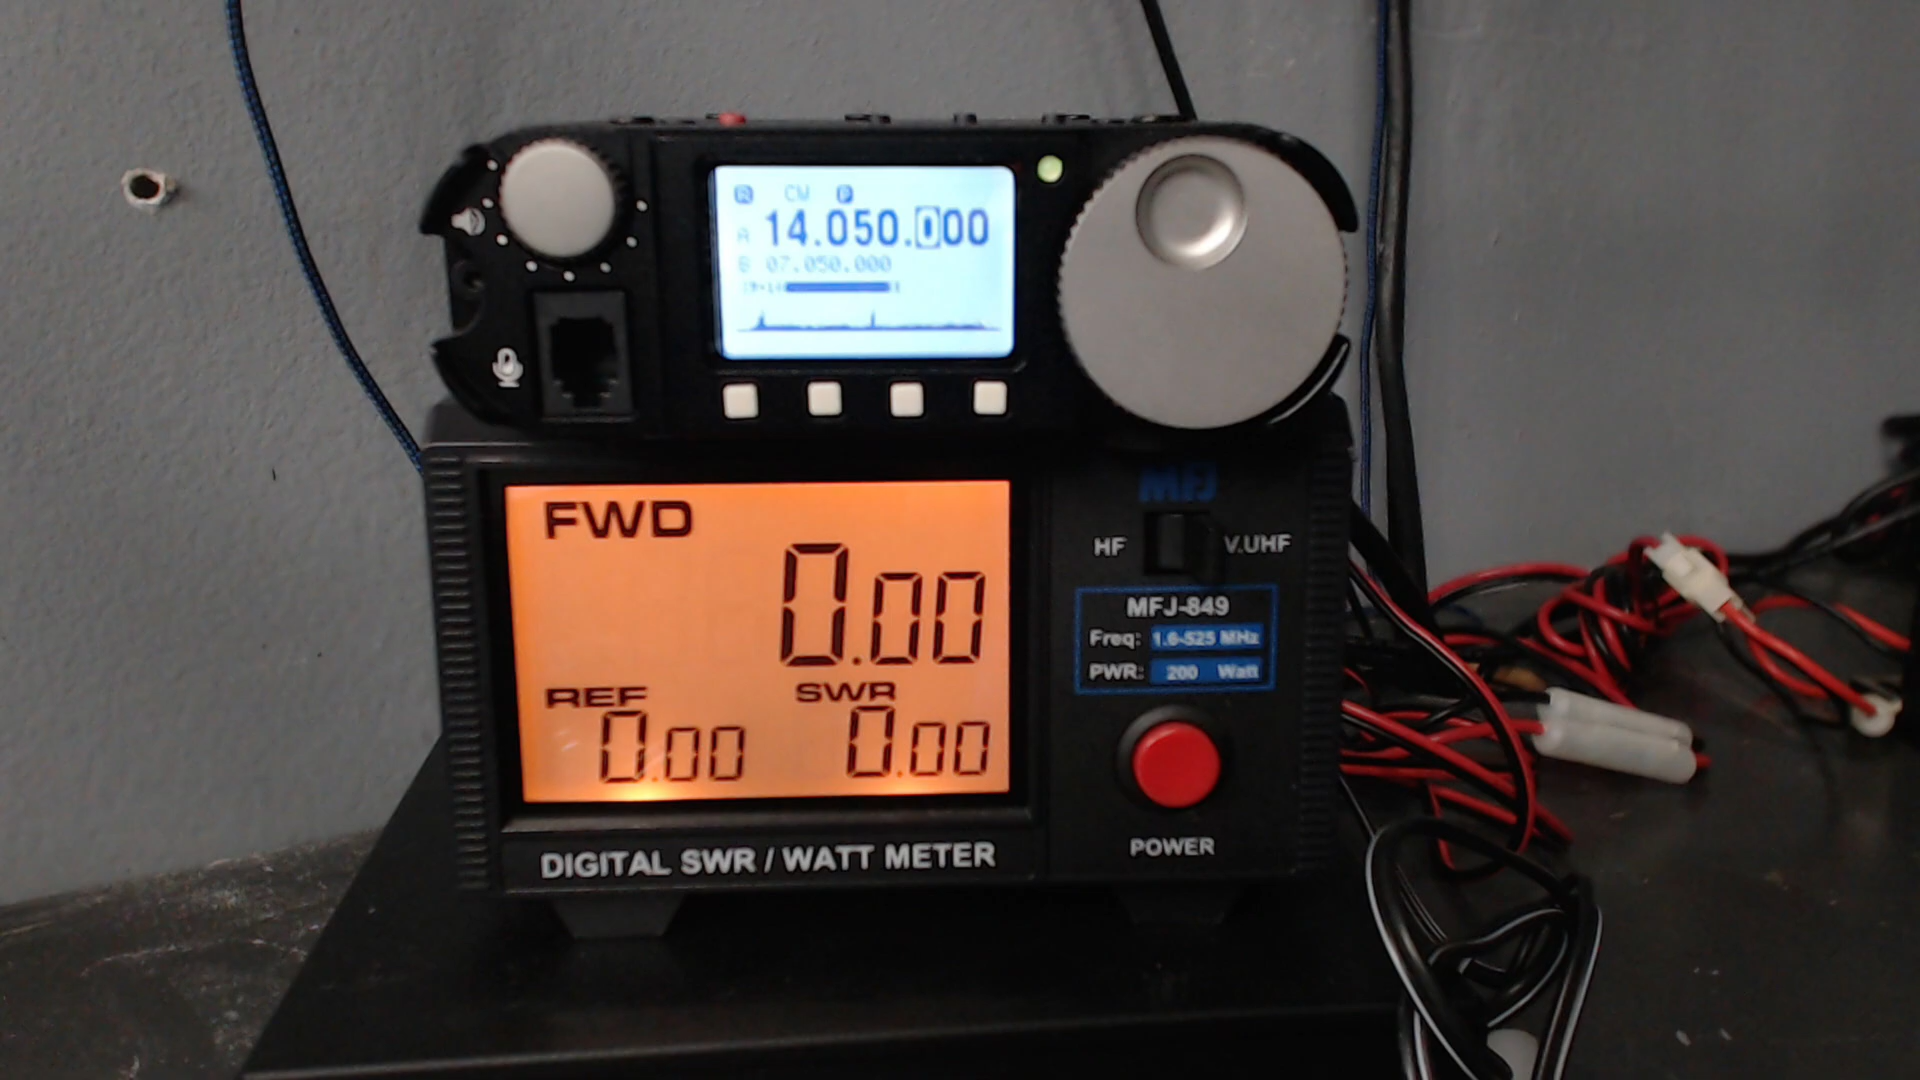 R CW P
A 14.050.000
B 07.050.000
MFJ
FWD
0.00
HF V.UHF
MFJ-849
Freq: 1.6-525 MHz
PWR: 200 Watt
REF SWR
0.00 0.00
DIGITAL SWR / WATT METER
POWER